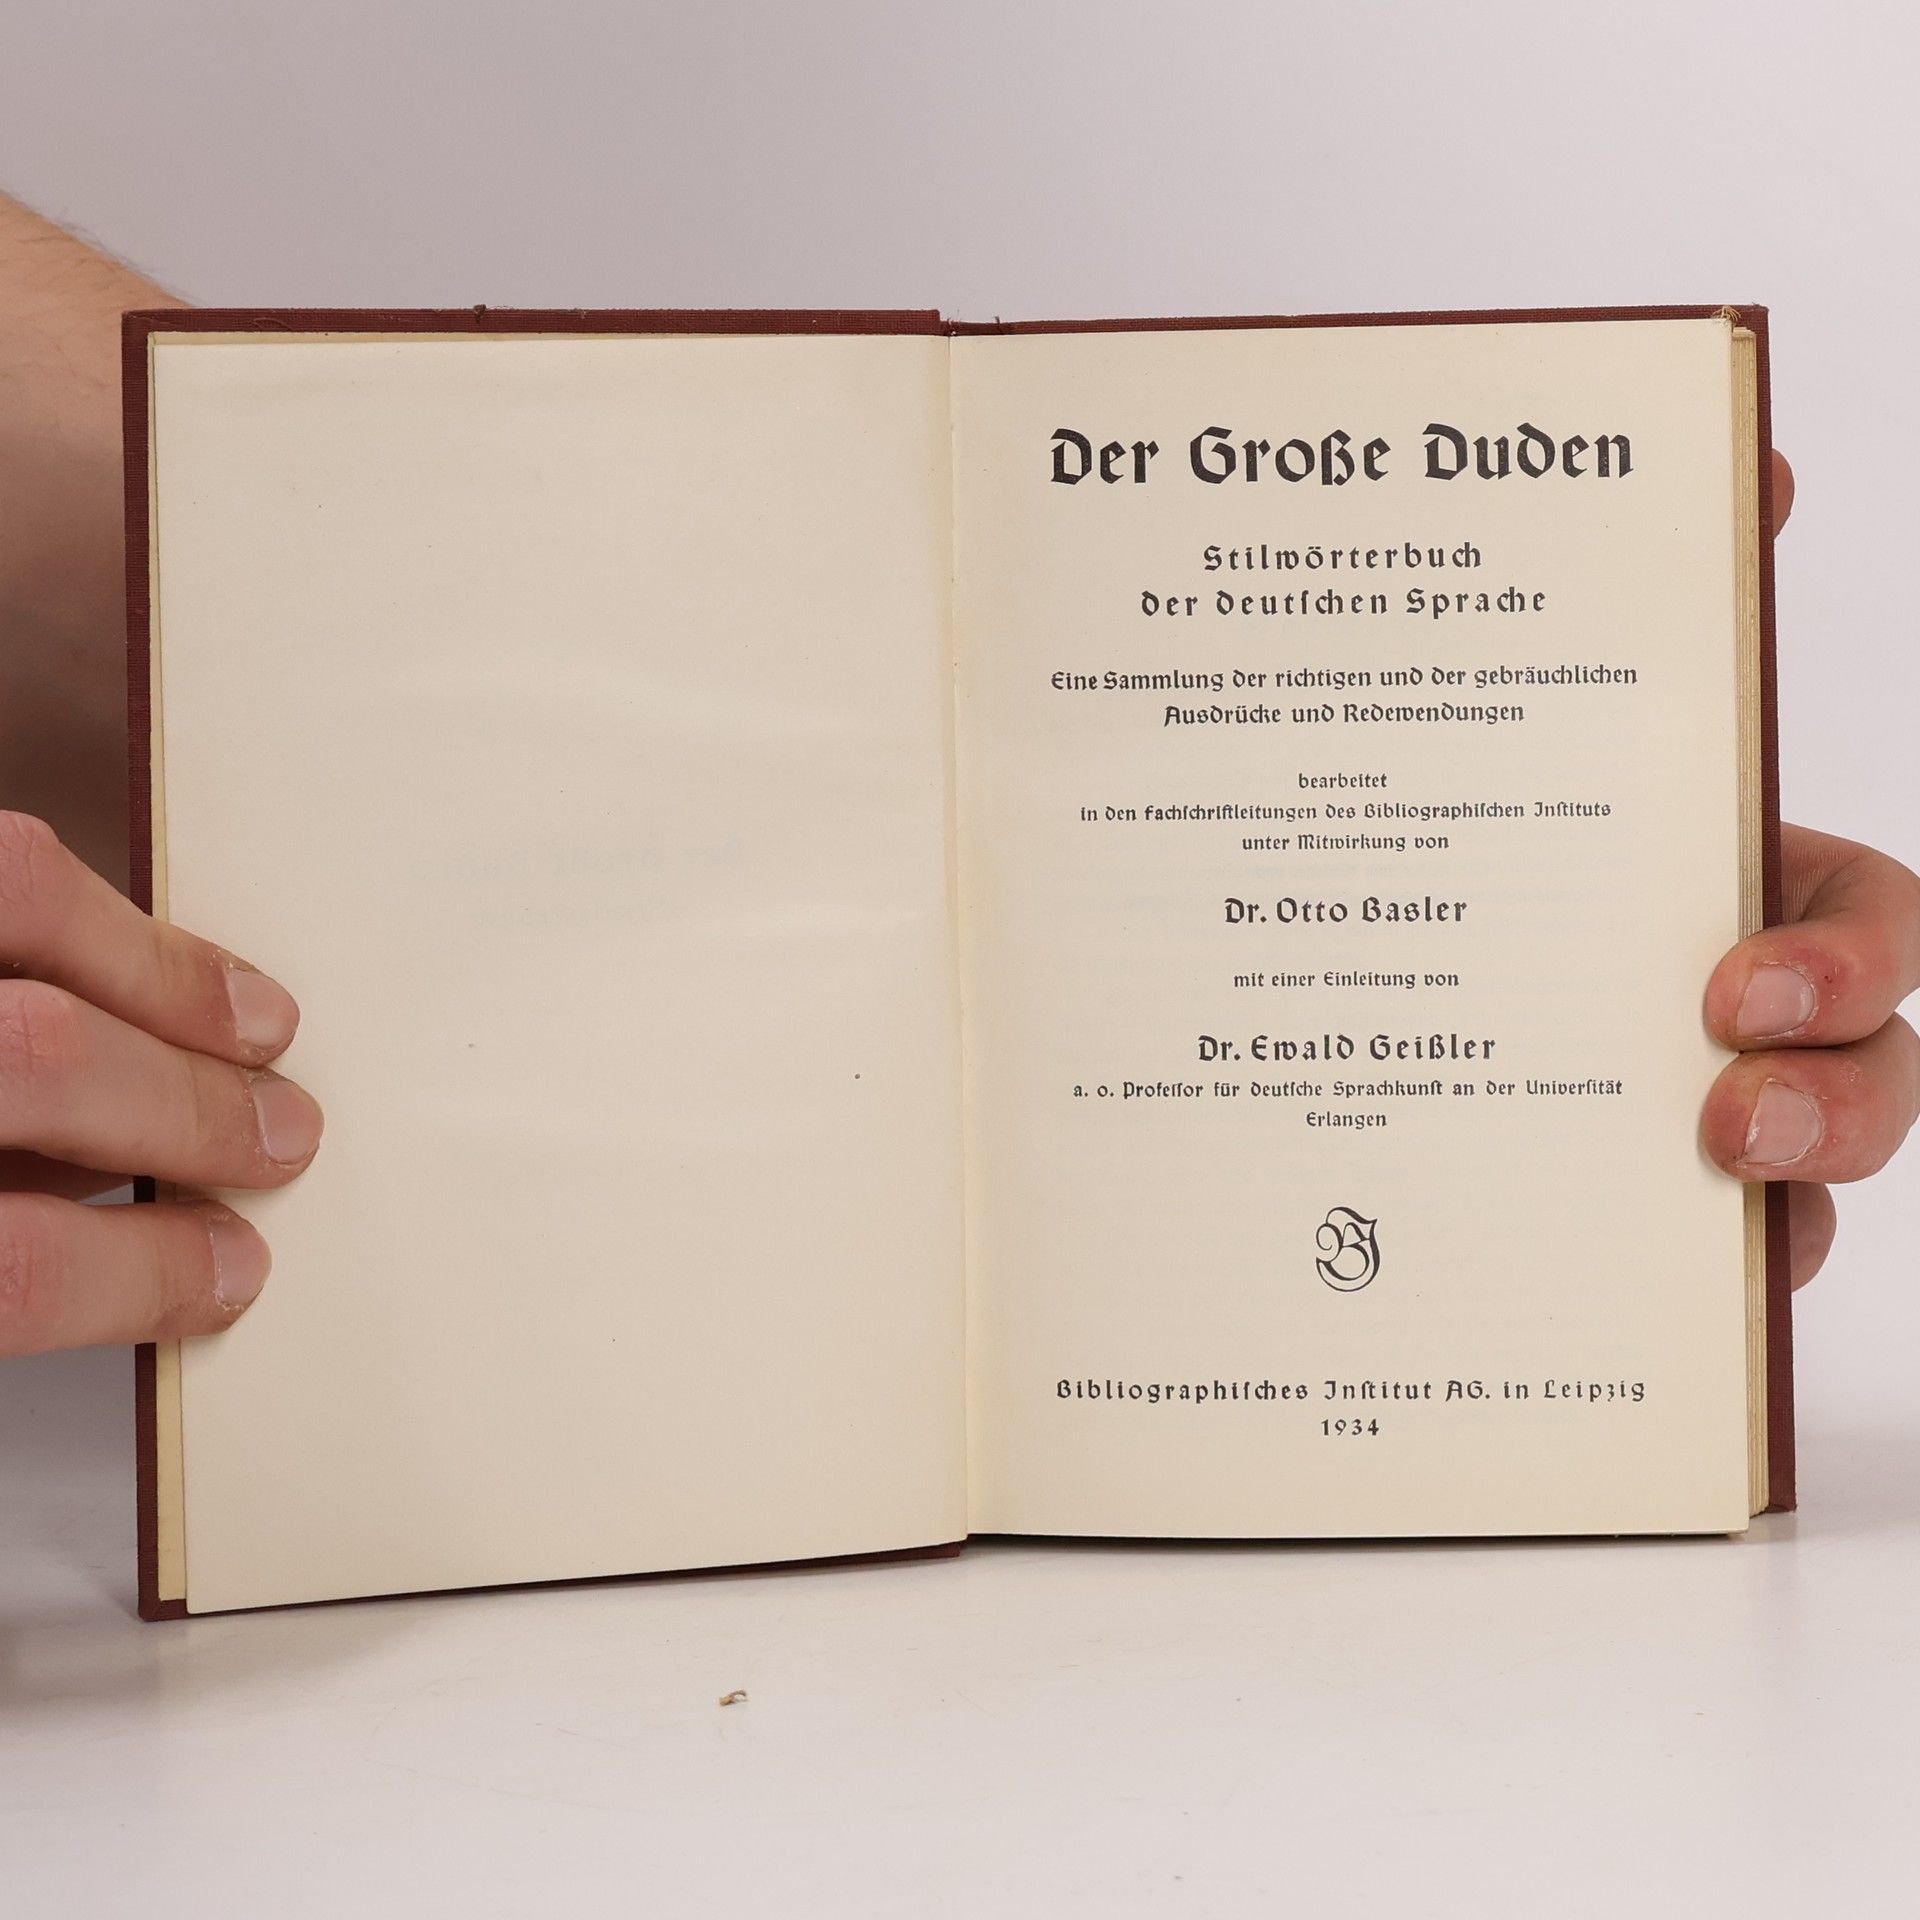 Der Große Duden
Stilwörterbuch
der deutſchen Sprache
Eine Sammlung der richtigen und der gebräuchlichen
Ausdrücke und Redewendungen
bearbeitet
in den Fachſchriftleitungen des Bibliographiſchen Inſtituts
unter Mitwirkung von
Dr. Otto Basler
mit einer Einleitung von
Dr. Ewald Geißler
a. o. Profeſſor für deutſche Sprachkunſt an der Univerſität
Erlangen
BI
Bibliographiſches Inſtitut AG. in Leipzig
1934